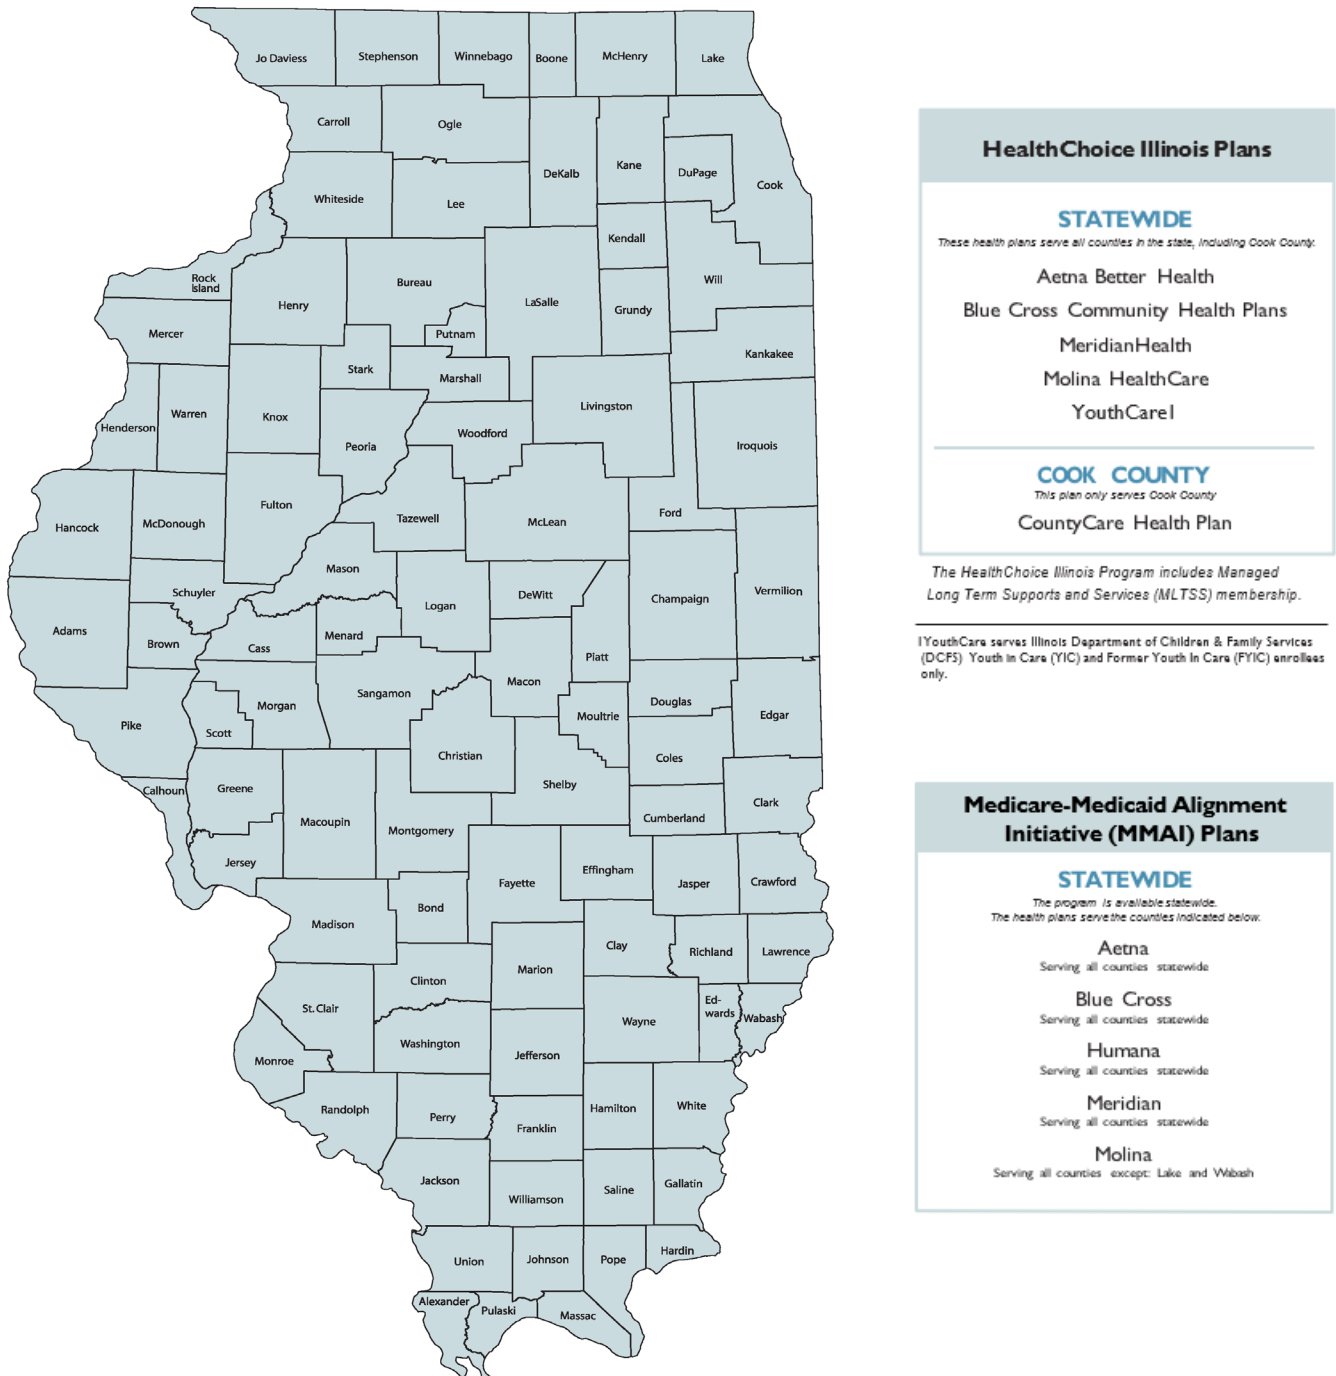 Jo Daviess
Stephenson
Winnebago
Boone
McHenry
Lake
Carroll
Ogle
DeKalb
Kane
DuPage
Cook
Whiteside
Lee
Kendall
Rock
Island
Henry
Bureau
LaSalle
Will
Grundy
Mercer
Putnam
Kankakee
Stark
Marshall
Henderson
Warren
Knox
Peoria
Woodford
Livingston
Iroquois
Hancock
McDonough
Fulton
Tazewell
McLean
Ford
Mason
Schuyler
Logan
DeWitt
Champaign
Vermilion
Adams
Brown
Cass
Menard
Piatt
Macon
Sangamon
Morgan
Scott
Pike
Douglas
Moultrie
Edgar
Christian
Coles
Shelby
Calhoun
Greene
Macoupin
Montgomery
Cumberland
Clark
Jersey
Fayette
Effingham
Jasper
Crawford
Bond
Madison
Clay
Richland
Lawrence
Marion
Clinton
St. Clair
Wayne
Ed-
wards
Wabash
Washington
Jefferson
Monroe
Randolph
Perry
Franklin
Hamilton
White
Jackson
Williamson
Saline
Gallatin
Union
Johnson
Pope
Hardin
Alexander
Pulaski
Massac
HealthChoice Illinois Plans
STATEWIDE
These health plans serve all counties in the state, including Cook County.
Aetna Better Health
Blue Cross Community Health Plans
MeridianHealth
Molina HealthCare
YouthCare1
COOK COUNTY
This plan only serves Cook County
CountyCare Health Plan
The HealthChoice Illinois Program includes Managed
Long Term Supports and Services (MLTSS) membership.
1YouthCare serves Illinois Department of Children & Family Services
(DCFS) Youth in Care (YIC) and Former Youth In Care (FYIC) enrollees
only.
Medicare-Medicaid Alignment
Initiative (MMAI) Plans
STATEWIDE
The program is available statewide.
The health plans serve the counties indicated below.
Aetna
Serving all counties statewide
Blue Cross
Serving all counties statewide
Humana
Serving all counties statewide
Meridian
Serving all counties statewide
Molina
Serving all counties except: Lake and Wabash